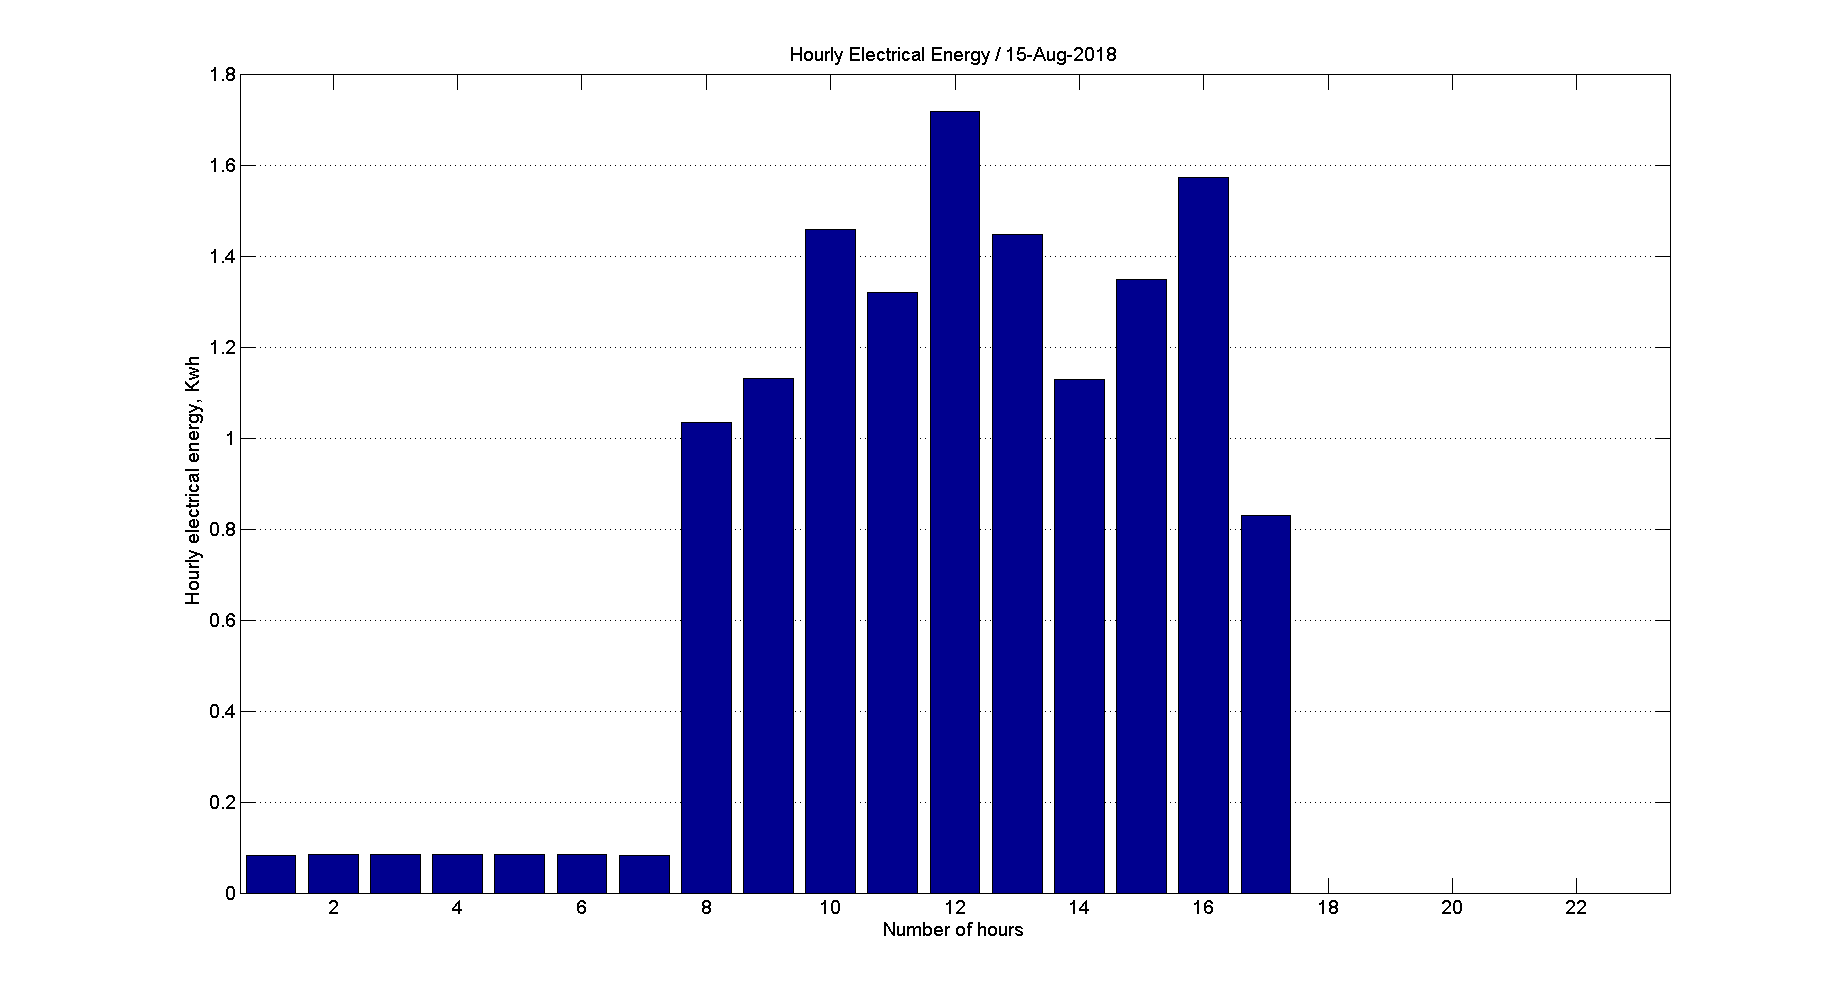 Hourly Electrical Energy / 15-Aug-2018
1.8
1.6
1.4
1.2
1
0.8
0.6
0.4
0.2
0
Hourly electrical energy, Kwh
2 4 6 8 10 12 14 16 18 20 22
Number of hours